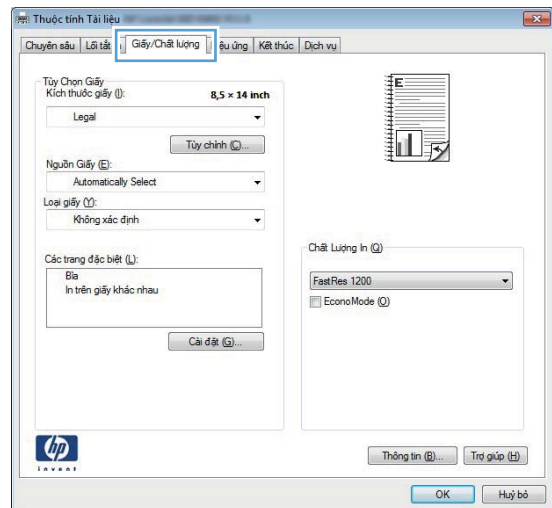 Thuộc tính Tài liệu
Chuyên sâu
Lối tắt
Giấy/Chất lượng
ệu ứng
Kết thúc
Dịch vụ
Tùy Chọn Giấy
Kích thước giấy (I):
8,5 × 14 inch
Legal
Tùy chỉnh (C)...
Nguồn Giấy (E):
Automatically Select
Loại giấy (Y):
Không xác định
Các trang đặc biệt (L):
Bìa
In trên giấy khác nhau
Cài đặt (G)...
E
Chất Lượng In (Q)
FastRes 1200
EconoMode (O)
hp
invent
Thông tin (B)...
Trợ giúp (H)
OK
Huỷ bỏ